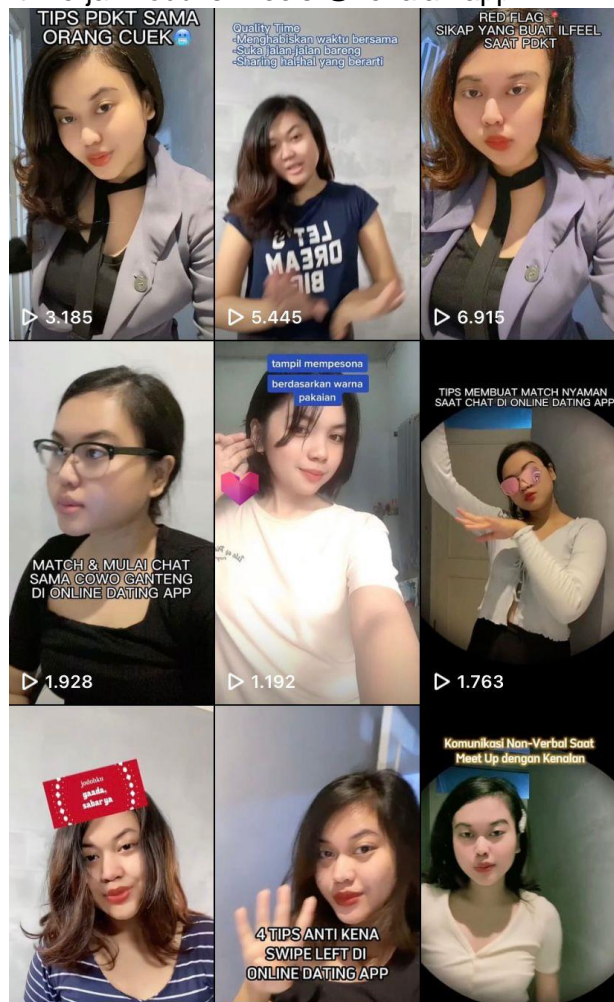 TIPS PDKT SAMA
ORANG CUEK
3.185
Quality Time
-Menghabiskan waktu bersama
-Suka jalan-jalan bareng
-Sharing hal-hal yang berarti
LET'S
DREAM
BIG
5.445
RED FLAG
SIKAP YANG BUAT ILFEEL
SAAT PDKT
6.915
MATCH & MULAI CHAT
SAMA COWO GANTENG
DI ONLINE DATING APP
1.928
tampil mempesona
berdasarkan warna
pakaian
1.192
TIPS MEMBUAT MATCH NYAMAN
SAAT CHAT DI ONLINE DATING APP
1.763
jodohku
yaada,
sabar ya
4 TIPS ANTI KENA
SWIPE LEFT DI
ONLINE DATING APP
Komunikasi Non-Verbal Saat
Meet Up dengan Kenalan